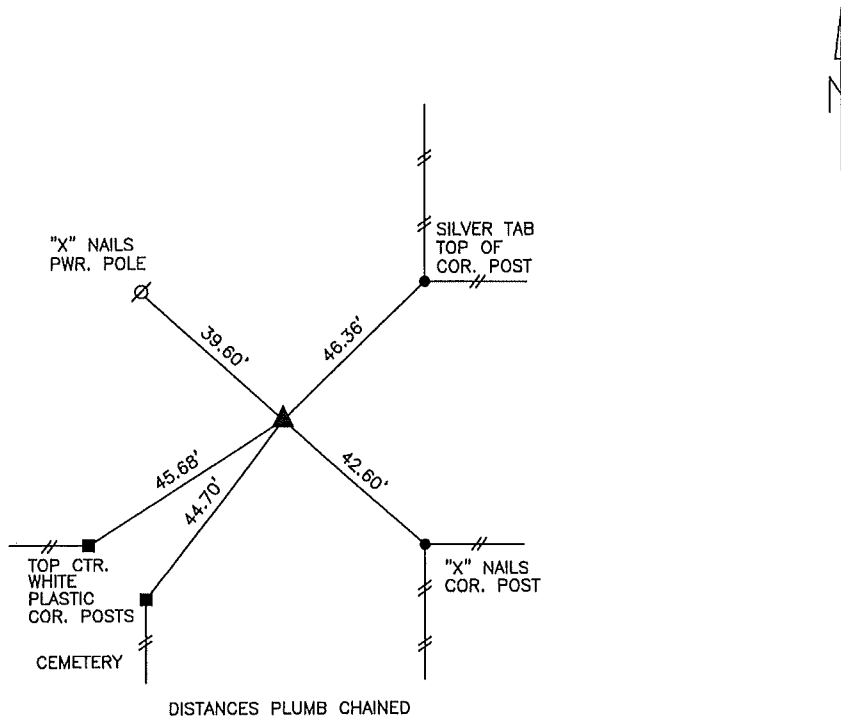 N
"X" NAILS
PWR. POLE
SILVER TAB
TOP OF
COR. POST
39.60'
46.36'
45.68'
44.70'
42.60'
TOP CTR.
WHITE
PLASTIC
COR. POSTS
"X" NAILS
COR. POST
CEMETERY
DISTANCES PLUMB CHAINED